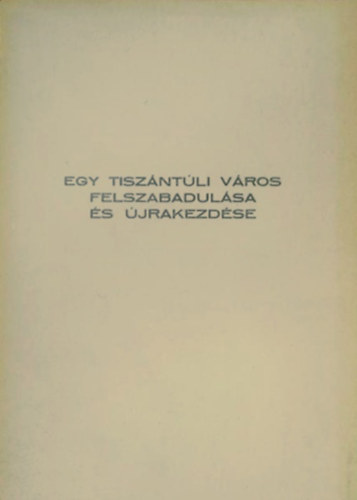 EGY TISZÁNTÚLI VÁROS
FELSZABADULÁSA
ÉS ÚJRAKEZDÉSE